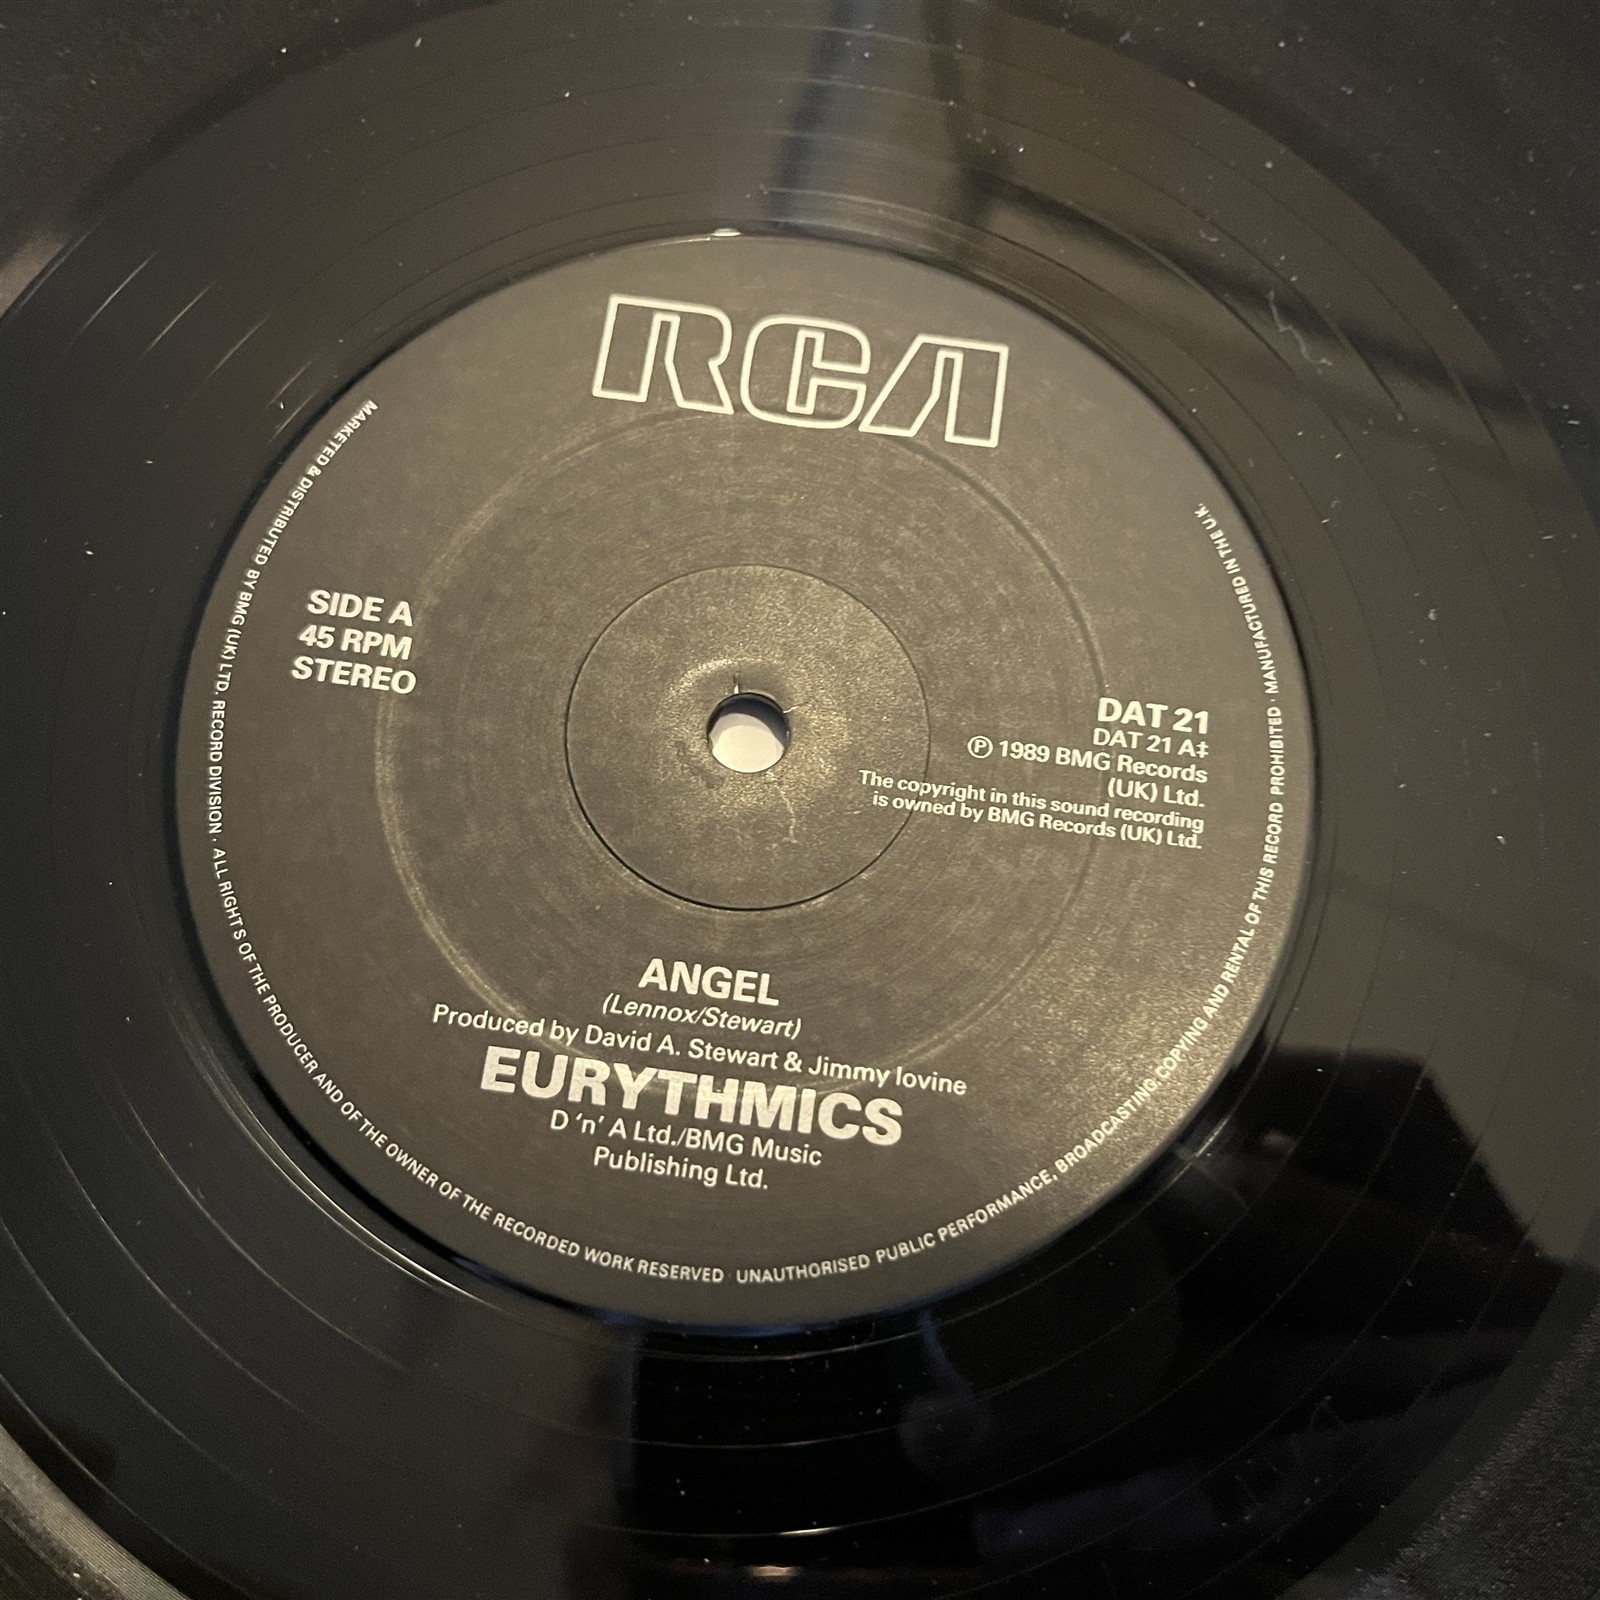 RCA
SIDE A
45 RPM
STEREO
DAT 21
DAT 21 A‡
℗ 1989 BMG Records
(UK) Ltd.
The copyright in this sound recording
is owned by BMG Records (UK) Ltd.
ANGEL
(Lennox/Stewart)
Produced by David A. Stewart & Jimmy Iovine
EURYTHMICS
D 'n' A Ltd./BMG Music
Publishing Ltd.
MARKETED & DISTRIBUTED BY BMG (UK) LTD. RECORD DIVISION · ALL RIGHTS OF THE PRODUCER AND OF THE OWNER OF THE RECORDED WORK RESERVED · UNAUTHORISED PUBLIC PERFORMANCE, BROADCASTING, COPYING AND RENTAL OF THIS RECORD PROHIBITED · MANUFACTURED IN THE U.K.